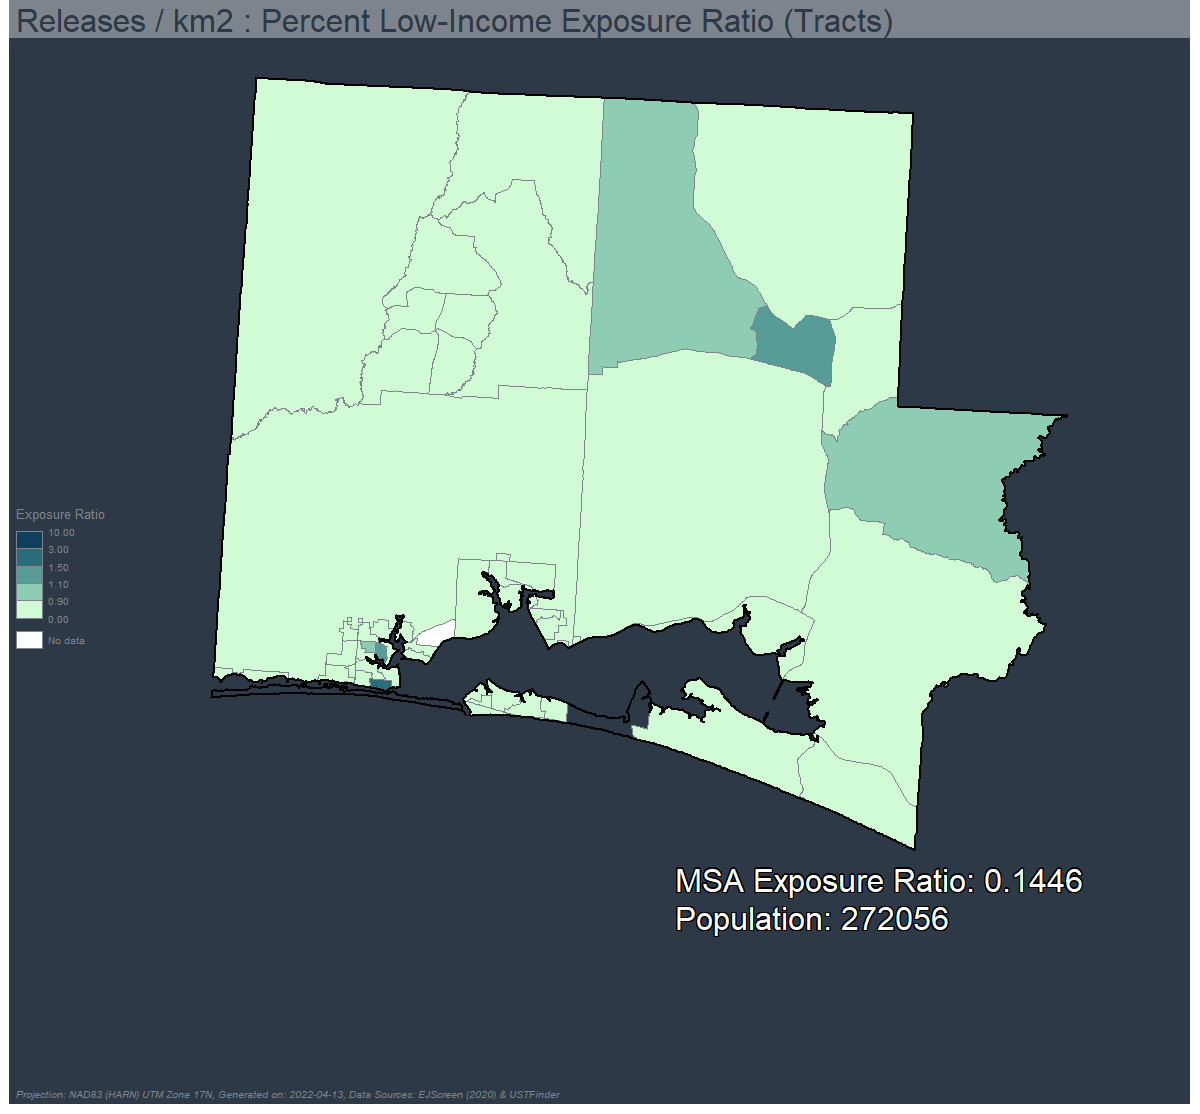 Releases / km2 : Percent Low-Income Exposure Ratio (Tracts)
Exposure Ratio
10.00
3.00
1.50
1.10
0.90
0.00
No data
MSA Exposure Ratio: 0.1446
Population: 272056
Projection: NAD83 (HARN) UTM Zone 17N, Generated on: 2022-04-13, Data Sources: EJScreen (2020) & USTFinder